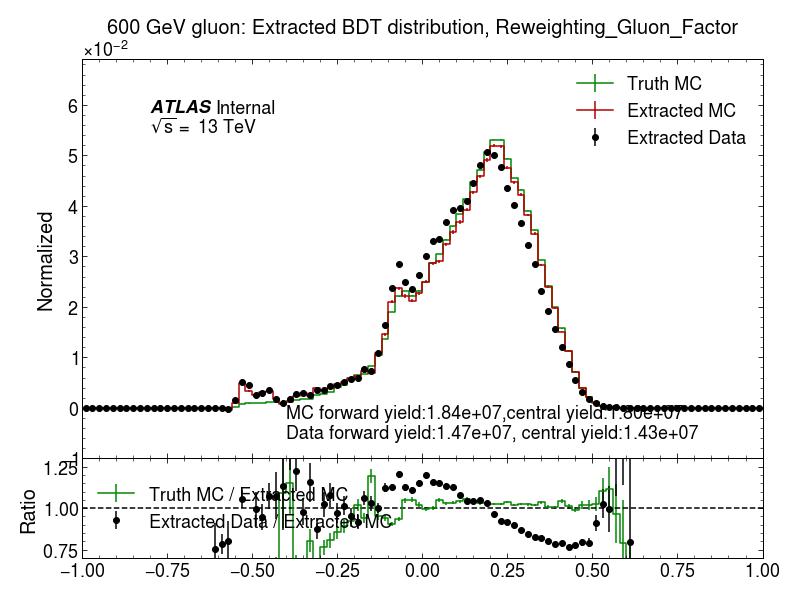 600 GeV gluon: Extracted BDT distribution, Reweighting_Gluon_Factor
×10⁻²
ATLAS Internal
√s = 13 TeV
Truth MC
Extracted MC
Extracted Data
Normalized
6
5
4
3
2
1
0
MC forward yield:1.84e+07,central yield:1.80e+07
Data forward yield:1.47e+07, central yield:1.43e+07
Ratio
1.25
1.00
0.75
Truth MC / Extracted MC
Extracted Data / Extracted MC
−1.00 −0.75 −0.50 −0.25 0.00 0.25 0.50 0.75 1.00